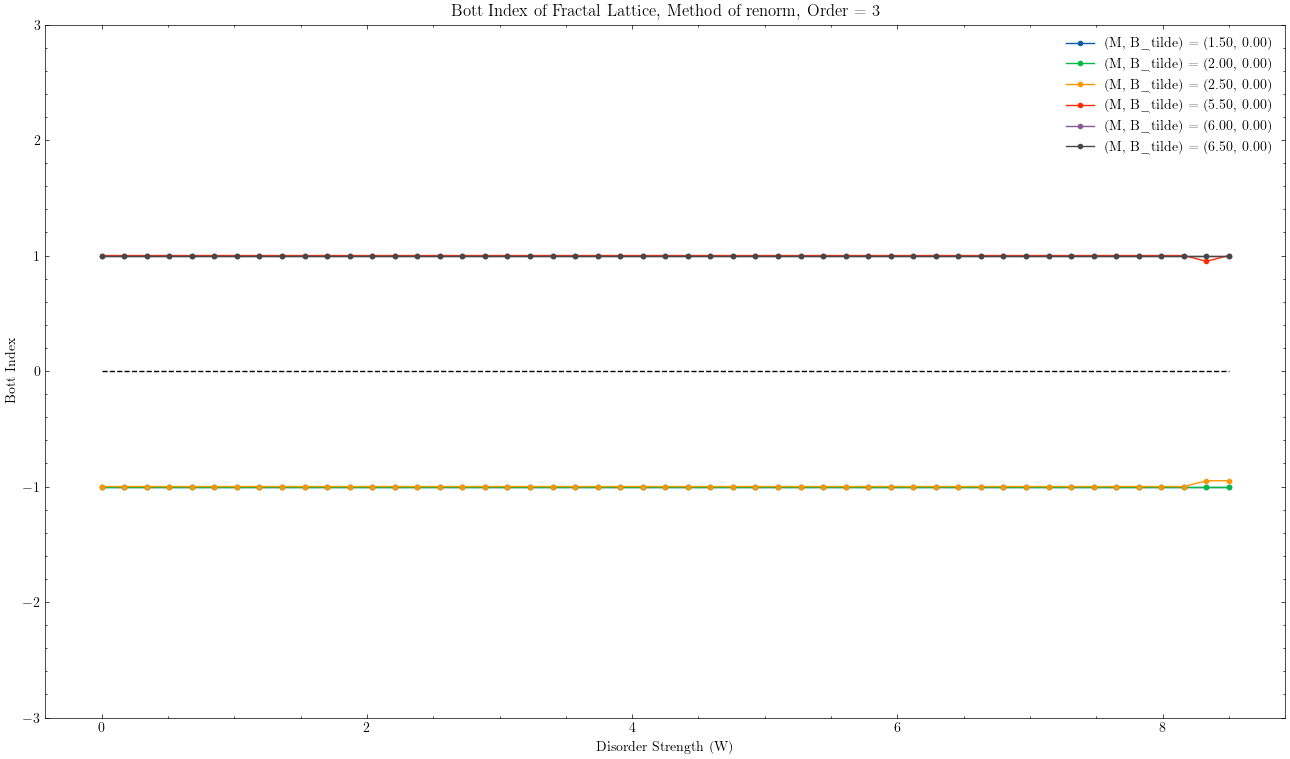 Bott Index of Fractal Lattice, Method of renorm, Order = 3
3
2
1
0
−1
−2
−3
Bott Index
(M, B_tilde) = (1.50, 0.00)
(M, B_tilde) = (2.00, 0.00)
(M, B_tilde) = (2.50, 0.00)
(M, B_tilde) = (5.50, 0.00)
(M, B_tilde) = (6.00, 0.00)
(M, B_tilde) = (6.50, 0.00)
0 2 4 6 8
Disorder Strength (W)